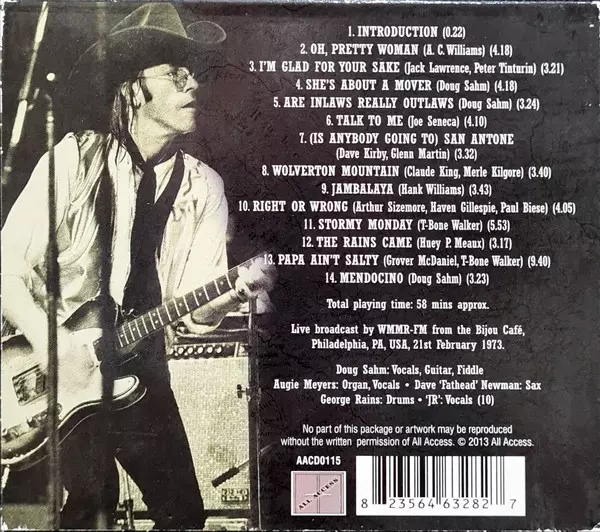 1. INTRODUCTION (0.22)
2. OH, PRETTY WOMAN (A. C. Williams) (4.18)
3. I'M GLAD FOR YOUR SAKE (Jack Lawrence, Peter Tinturin) (3.21)
4. SHE'S ABOUT A MOVER (Doug Sahm) (4.18)
5. ARE INLAWS REALLY OUTLAWS (Doug Sahm) (3.24)
6. TALK TO ME (Joe Seneca) (4.10)
7. (IS ANYBODY GOING TO) SAN ANTONE
(Dave Kirby, Glenn Martin) (3.32)
8. WOLVERTON MOUNTAIN (Claude King, Merle Kilgore) (3.40)
9. JAMBALAYA (Hank Williams) (3.43)
10. RIGHT OR WRONG (Arthur Sizemore, Haven Gillespie, Paul Biese) (4.05)
11. STORMY MONDAY (T-Bone Walker) (5.53)
12. THE RAINS CAME (Huey P. Meaux) (3.17)
13. PAPA AIN'T SALTY (Grover McDaniel, T-Bone Walker) (9.40)
14. MENDOCINO (Doug Sahm) (3.23)
Total playing time: 58 mins approx.
Live broadcast by WMMR-FM from the Bijou Café,
Philadelphia, PA, USA, 21st February 1973.
Doug Sahm: Vocals, Guitar, Fiddle
Augie Meyers: Organ, Vocals • Dave 'Fathead' Newman: Sax
George Rains: Drums • 'JR': Vocals (10)
No part of this package or artwork may be reproduced
without the written permission of All Access. © 2013 All Access.
AACD0115
ALL ACCESS
8 23564 63282 7